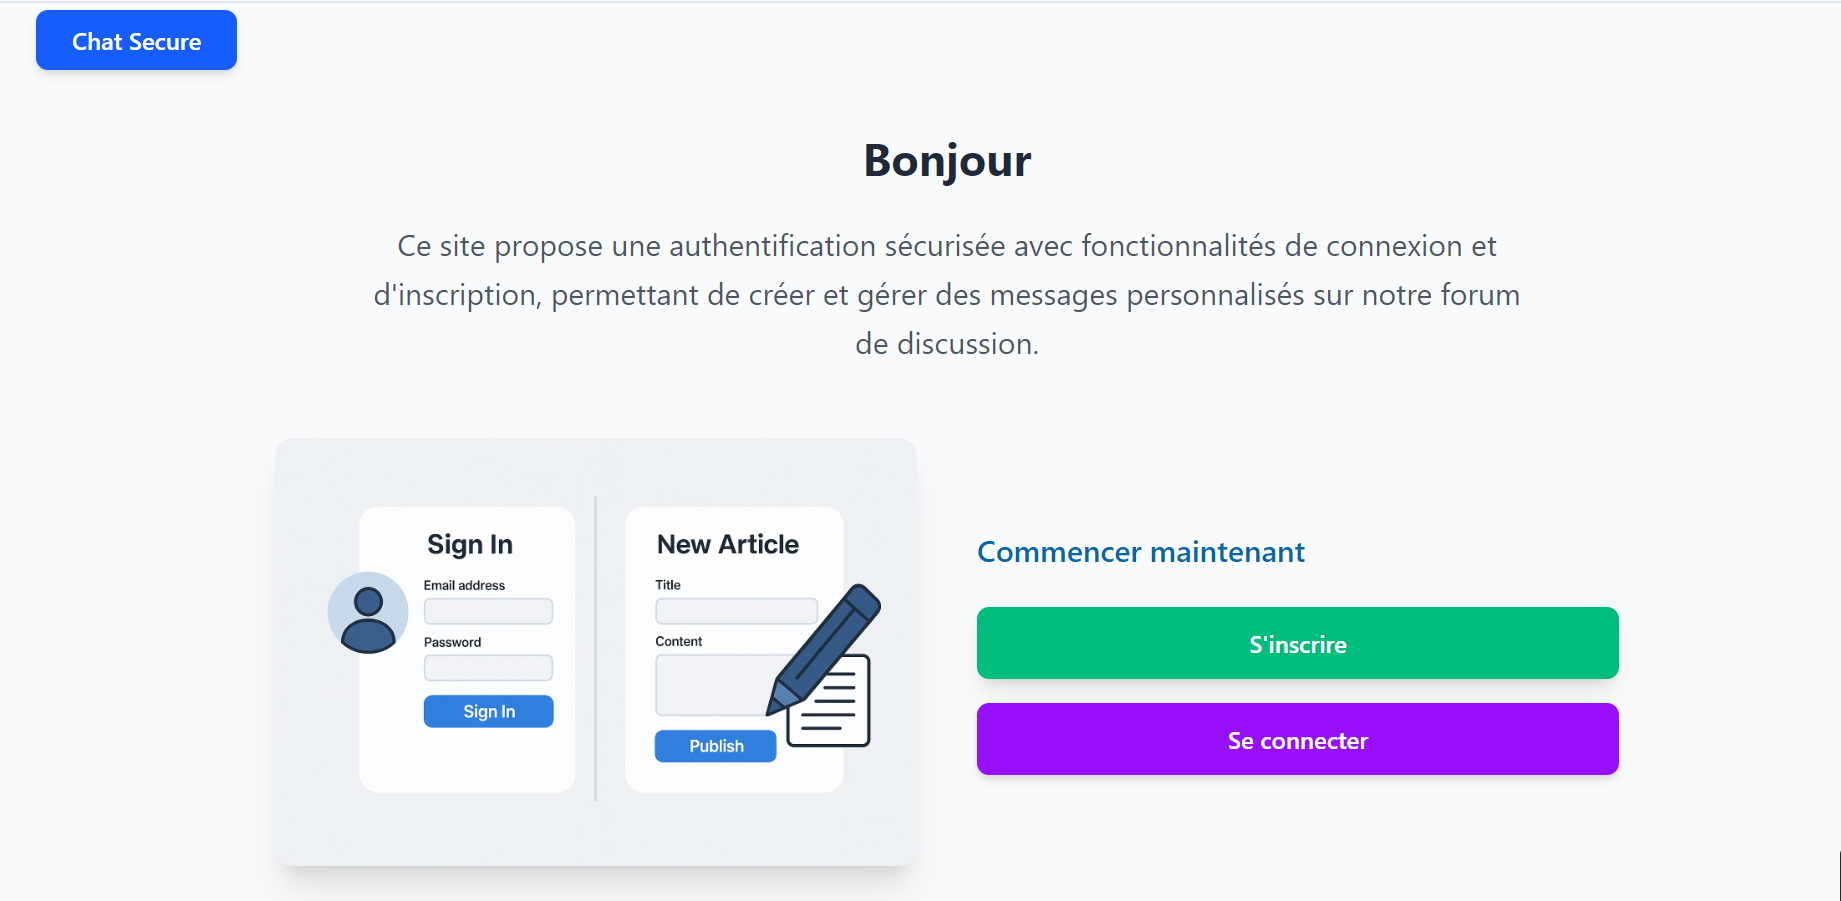 Chat Secure
Bonjour
Ce site propose une authentification sécurisée avec fonctionnalités de connexion et
d'inscription, permettant de créer et gérer des messages personnalisés sur notre forum
de discussion.
Sign In
Email address
Password
Sign In
New Article
Title
Content
Publish
Commencer maintenant
S'inscrire
Se connecter